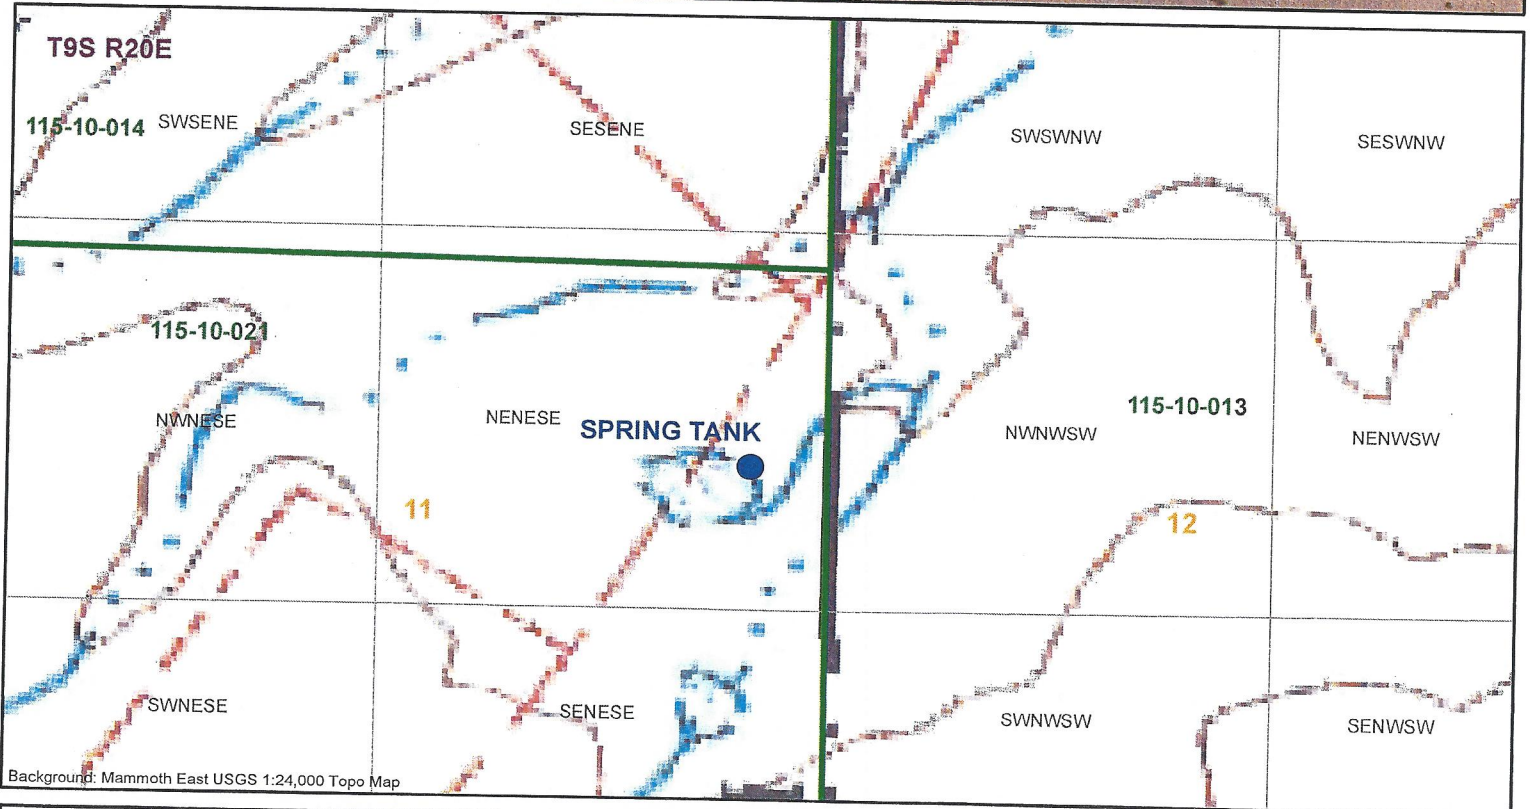 T9S R20E
115-10-014
SWSENE
SESENE
SWSWNW
SESWNW
115-10-021
NWNESE
NENESE
SPRING TANK
NWNWSW
115-10-013
NENWSW
11
12
SWNESE
SENESE
SWNWSW
SENWSW
Background: Mammoth East USGS 1:24,000 Topo Map